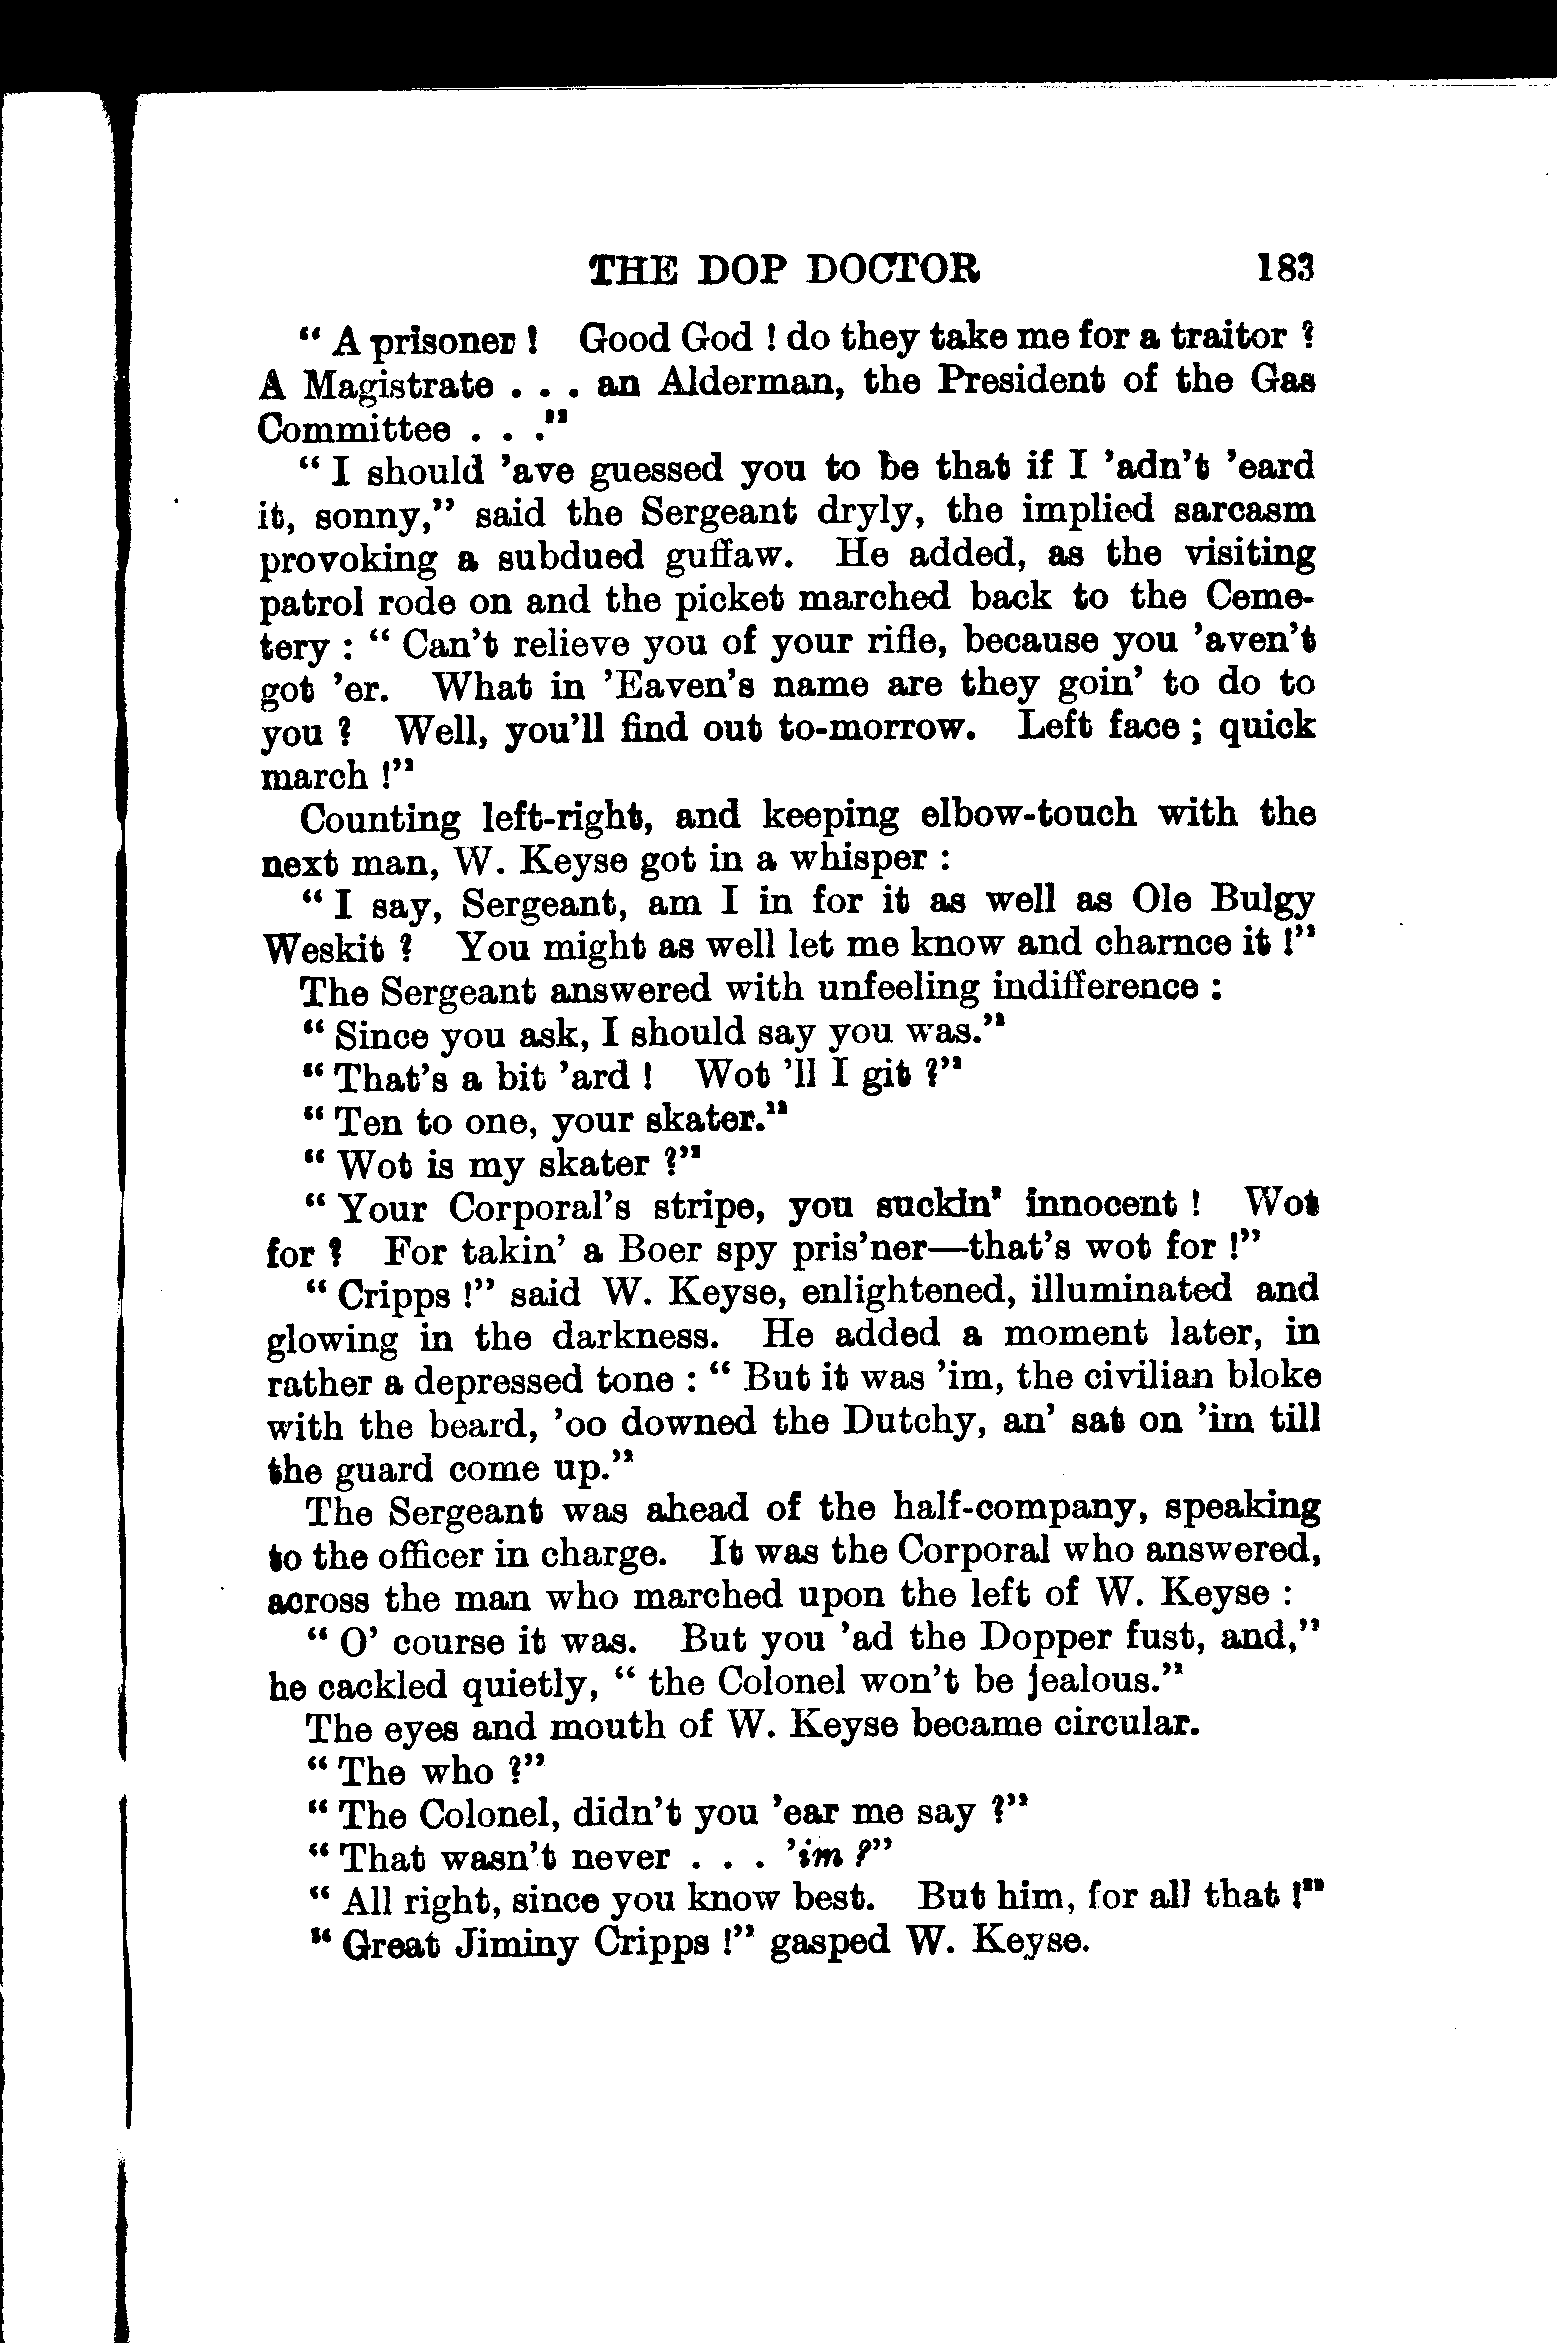 THE DOP DOCTOR 183
“ A prisoner ! Good God ! do they take me for a traitor ?
A Magistrate . . . an Alderman, the President of the Gas
Committee . . .”
“ I should ’ave guessed you to be that if I ’adn’t ’eard
it, sonny,” said the Sergeant dryly, the implied sarcasm
provoking a subdued guffaw. He added, as the visiting
patrol rode on and the picket marched back to the Ceme-
tery : “ Can’t relieve you of your rifle, because you ’aven’t
got ’er. What in ’Eaven’s name are they goin’ to do to
you ? Well, you’ll find out to-morrow. Left face ; quick
march !”
Counting left-right, and keeping elbow-touch with the
next man, W. Keyse got in a whisper :
“ I say, Sergeant, am I in for it as well as Ole Bulgy
Weskit ? You might as well let me know and charnce it !”
The Sergeant answered with unfeeling indifference :
“ Since you ask, I should say you was.”
“ That’s a bit ’ard ! Wot ’ll I git ?”
“ Ten to one, your skater.”
“ Wot is my skater ?”
“ Your Corporal’s stripe, you suckin’ innocent ! Wot
for ? For takin’ a Boer spy pris’ner—that’s wot for !”
“ Cripps !” said W. Keyse, enlightened, illuminated and
glowing in the darkness. He added a moment later, in
rather a depressed tone : “ But it was ’im, the civilian bloke
with the beard, ’oo downed the Dutchy, an’ sat on ’im till
the guard come up.”
The Sergeant was ahead of the half-company, speaking
to the officer in charge. It was the Corporal who answered,
across the man who marched upon the left of W. Keyse :
“ O’ course it was. But you ’ad the Dopper fust, and,”
he cackled quietly, “ the Colonel won’t be jealous.”
The eyes and mouth of W. Keyse became circular.
“ The who ?”
“ The Colonel, didn’t you ’ear me say ?”
“ That wasn’t never . . . ’im ?”
“ All right, since you know best. But him, for all that !”
“ Great Jiminy Cripps !” gasped W. Keyse.